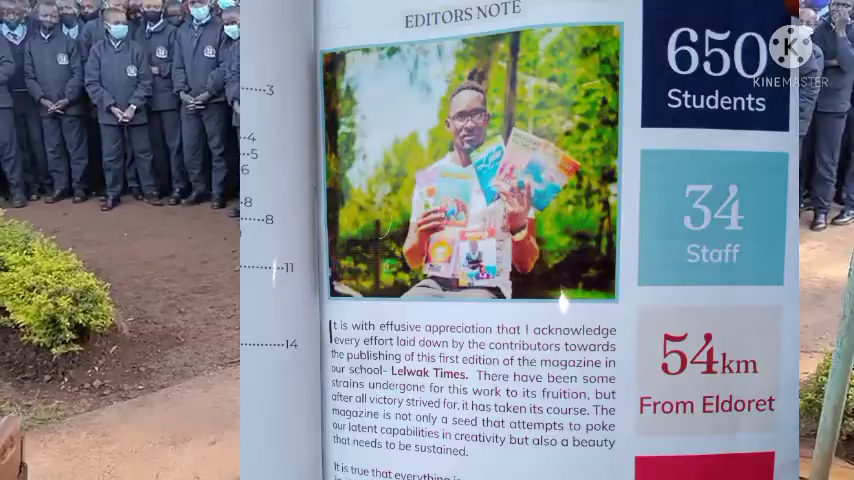 EDITORS NOTE
3
4
5
6
8
8
11
14
It is with effusive appreciation that I acknowledge
every effort laid down by the contributors towards
the publishing of this first edition of the magazine in
our school- Lelwak Times. There have been some
strains undergone for this work to its fruition, but
after all victory strived for, it has taken its course. The
magazine is not only a seed that attempts to poke
our latent capabilities in creativity but also a beauty
that needs to be sustained.
It is true that everything
650
Students
34
Staff
54km
From Eldoret
KINEMASTER